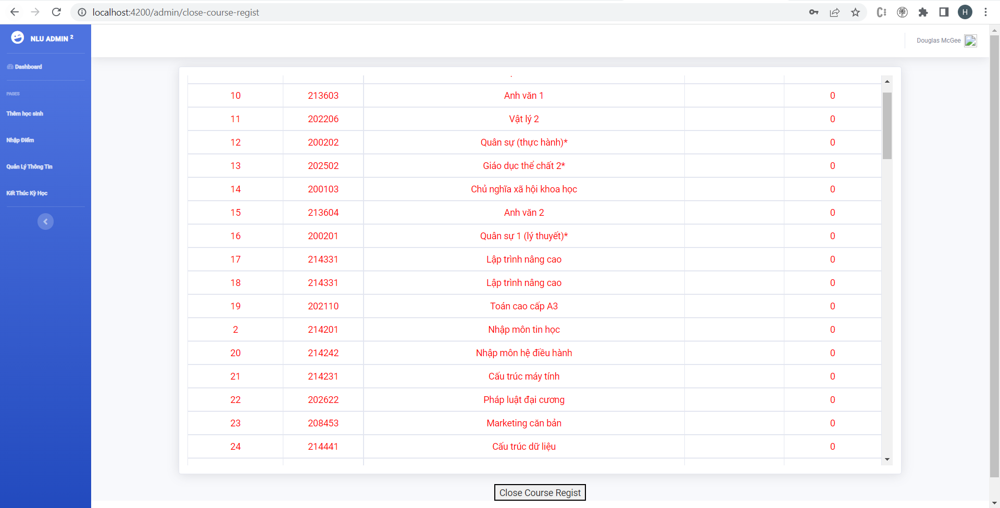 localhost:4200/admin/close-course-regist
H
NLU ADMIN 2
Douglas McGee
Dashboard
PAGES
Thêm học sinh
Nhập Điểm
Quản Lý Thông Tin
Kết Thúc Kỳ Học
10 213603 Anh văn 1 0
11 202206 Vật lý 2 0
12 200202 Quân sự (thực hành)* 0
13 202502 Giáo dục thể chất 2* 0
14 200103 Chủ nghĩa xã hội khoa học 0
15 213604 Anh văn 2 0
16 200201 Quân sự 1 (lý thuyết)* 0
17 214331 Lập trình nâng cao 0
18 214331 Lập trình nâng cao 0
19 202110 Toán cao cấp A3 0
2 214201 Nhập môn tin học 0
20 214242 Nhập môn hệ điều hành 0
21 214231 Cấu trúc máy tính 0
22 202622 Pháp luật đại cương 0
23 208453 Marketing căn bản 0
24 214441 Cấu trúc dữ liệu 0
Close Course Regist